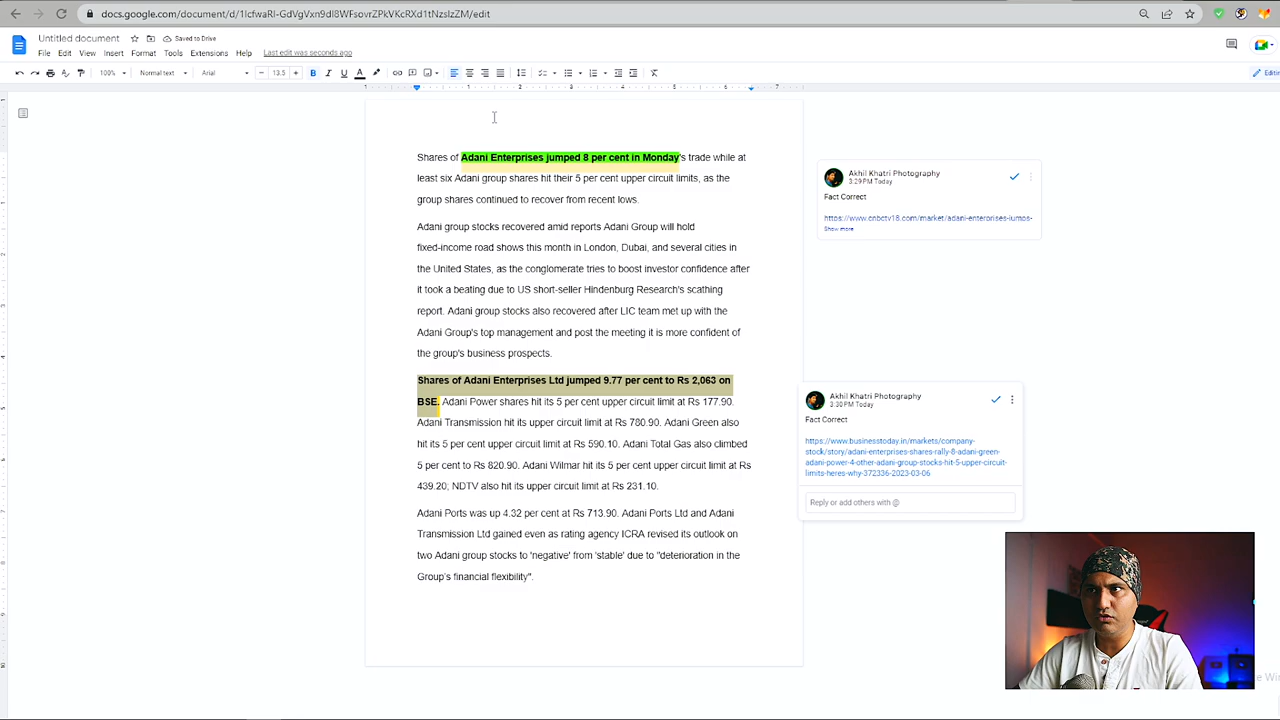 docs.google.com/document/d/1IcfwaRI-GdVgVxn9dI8WFsovrZPkVKcRXd1tNzsIzZM/edit
Untitled document
Saved to Drive
File Edit View Insert Format Tools Extensions Help Last edit was seconds ago
100% Normal text Arial 13.5
Shares of Adani Enterprises jumped 8 per cent in Monday's trade while at
least six Adani group shares hit their 5 per cent upper circuit limits, as the
group shares continued to recover from recent lows.
Adani group stocks recovered amid reports Adani Group will hold
fixed-income road shows this month in London, Dubai, and several cities in
the United States, as the conglomerate tries to boost investor confidence after
it took a beating due to US short-seller Hindenburg Research's scathing
report. Adani group stocks also recovered after LIC team met up with the
Adani Group's top management and post the meeting it is more confident of
the group's business prospects.
Shares of Adani Enterprises Ltd jumped 9.77 per cent to Rs 2,063 on
BSE. Adani Power shares hit its 5 per cent upper circuit limit at Rs 177.90.
Adani Transmission hit its upper circuit limit at Rs 780.90. Adani Green also
hit its 5 per cent upper circuit limit at Rs 590.10. Adani Total Gas also climbed
5 per cent to Rs 820.90. Adani Wilmar hit its 5 per cent upper circuit limit at Rs
439.20; NDTV also hit its upper circuit limit at Rs 231.10.
Adani Ports was up 4.32 per cent at Rs 713.90. Adani Ports Ltd and Adani
Transmission Ltd gained even as rating agency ICRA revised its outlook on
two Adani group stocks to 'negative' from 'stable' due to "deterioration in the
Group's financial flexibility".
Akhil Khatri Photography
3:29 PM Today
Fact Correct
https://www.cnbctv18.com/market/adani-enterprises-jumps-
Show more
Akhil Khatri Photography
3:30 PM Today
Fact Correct
https://www.businesstoday.in/markets/company-
stock/story/adani-enterprises-shares-rally-8-adani-green-
adani-power-4-other-adani-group-stocks-hit-5-upper-circuit-
limits-heres-why-372336-2023-03-06
Reply or add others with @